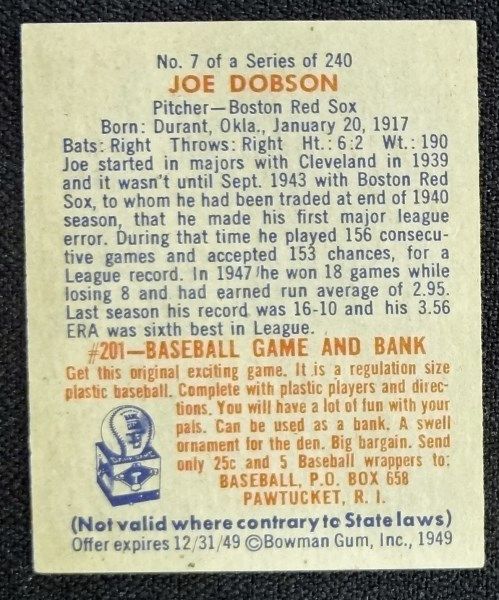 No. 7 of a Series of 240
JOE DOBSON
Pitcher—Boston Red Sox
Born: Durant, Okla., January 20, 1917
Bats: Right Throws: Right Ht.: 6:2 Wt.: 190
Joe started in majors with Cleveland in 1939
and it wasn't until Sept. 1943 with Boston Red
Sox, to whom he had been traded at end of 1940
season, that he made his first major league
error. During that time he played 156 consecu-
tive games and accepted 153 chances, for a
League record. In 1947 he won 18 games while
losing 8 and had earned run average of 2.95.
Last season his record was 16-10 and his 3.56
ERA was sixth best in League.
#201—BASEBALL GAME AND BANK
Get this original exciting game. It is a regulation size
plastic baseball. Complete with plastic players and direc-
tions. You will have a lot of fun with your
pals. Can be used as a bank. A swell
ornament for the den. Big bargain. Send
only 25c and 5 Baseball wrappers to:
BASEBALL, P.O. BOX 658
PAWTUCKET, R. I.
(Not valid where contrary to State laws)
Offer expires 12/31/49 ©Bowman Gum, Inc., 1949